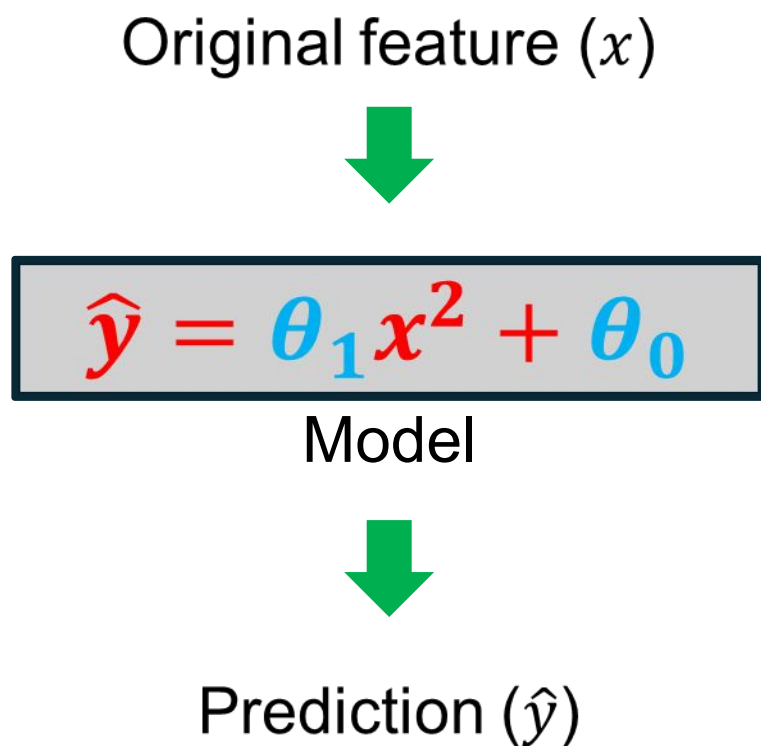 Original feature (x)
ŷ = θ₁x² + θ₀
Model
Prediction (ŷ)